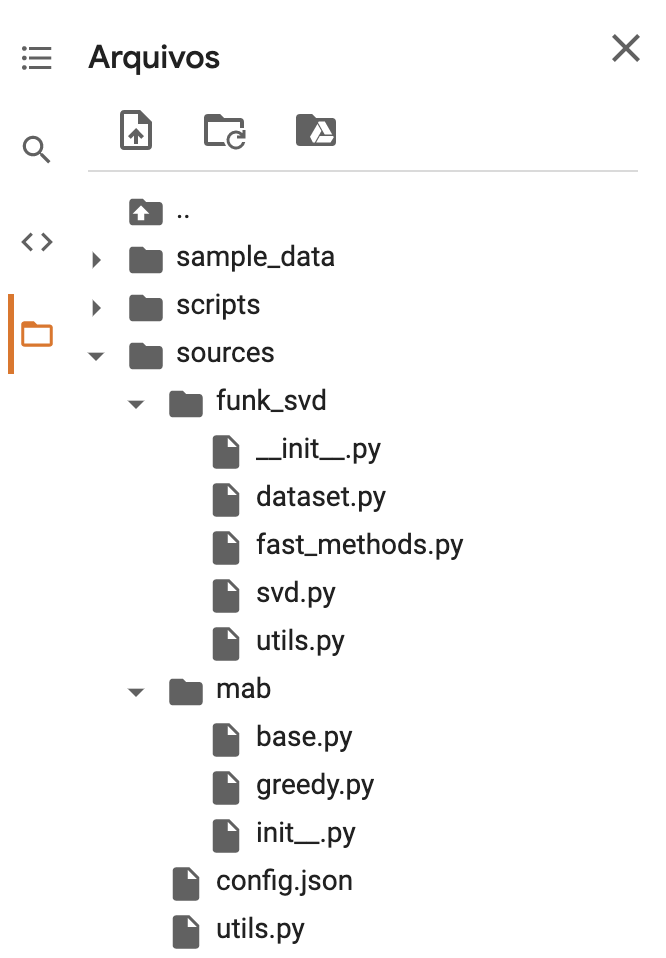 Arquivos
..
sample_data
scripts
sources
funk_svd
__init__.py
dataset.py
fast_methods.py
svd.py
utils.py
mab
base.py
greedy.py
init__.py
config.json
utils.py